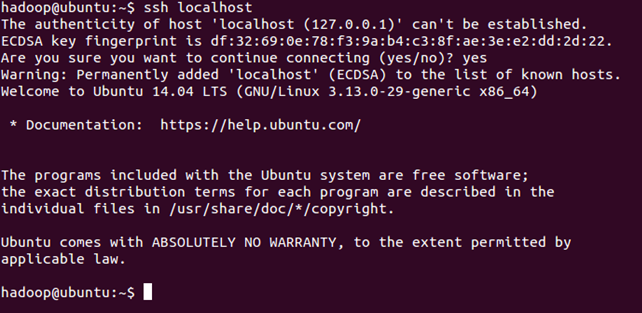 hadoop@ubuntu:~$ ssh localhost
The authenticity of host 'localhost (127.0.0.1)' can't be established.
ECDSA key fingerprint is df:32:69:0e:78:f3:9a:b4:c3:8f:ae:3e:e2:dd:2d:22.
Are you sure you want to continue connecting (yes/no)? yes
Warning: Permanently added 'localhost' (ECDSA) to the list of known hosts.
Welcome to Ubuntu 14.04 LTS (GNU/Linux 3.13.0-29-generic x86_64)
 * Documentation:  https://help.ubuntu.com/
The programs included with the Ubuntu system are free software;
the exact distribution terms for each program are described in the
individual files in /usr/share/doc/*/copyright.
Ubuntu comes with ABSOLUTELY NO WARRANTY, to the extent permitted by
applicable law.
hadoop@ubuntu:~$